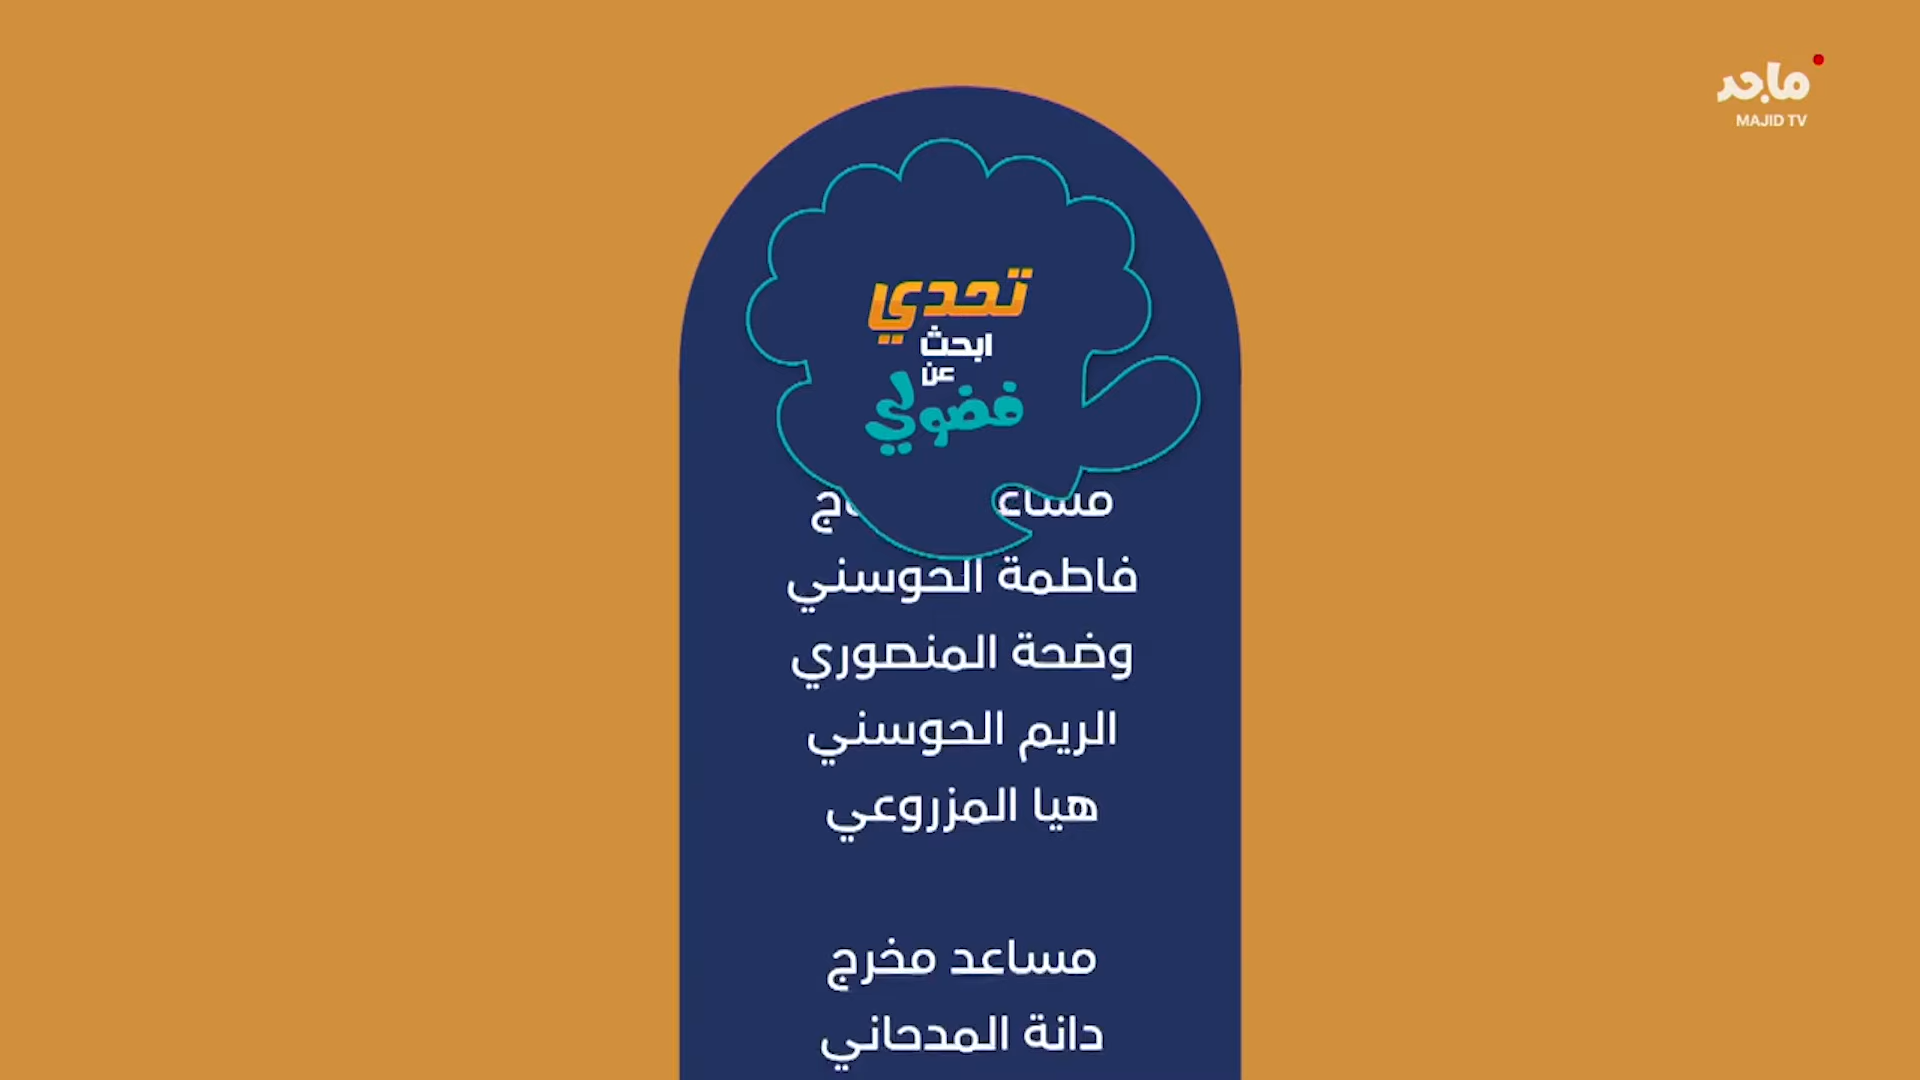 ماجد
MAJID TV
تحدي
ابحث
عن
فضولي
فاطمة الحوسني
وضحة المنصوري
الريم الحوسني
هيا المزروعي
مساعد مخرج
دانة المدحاني